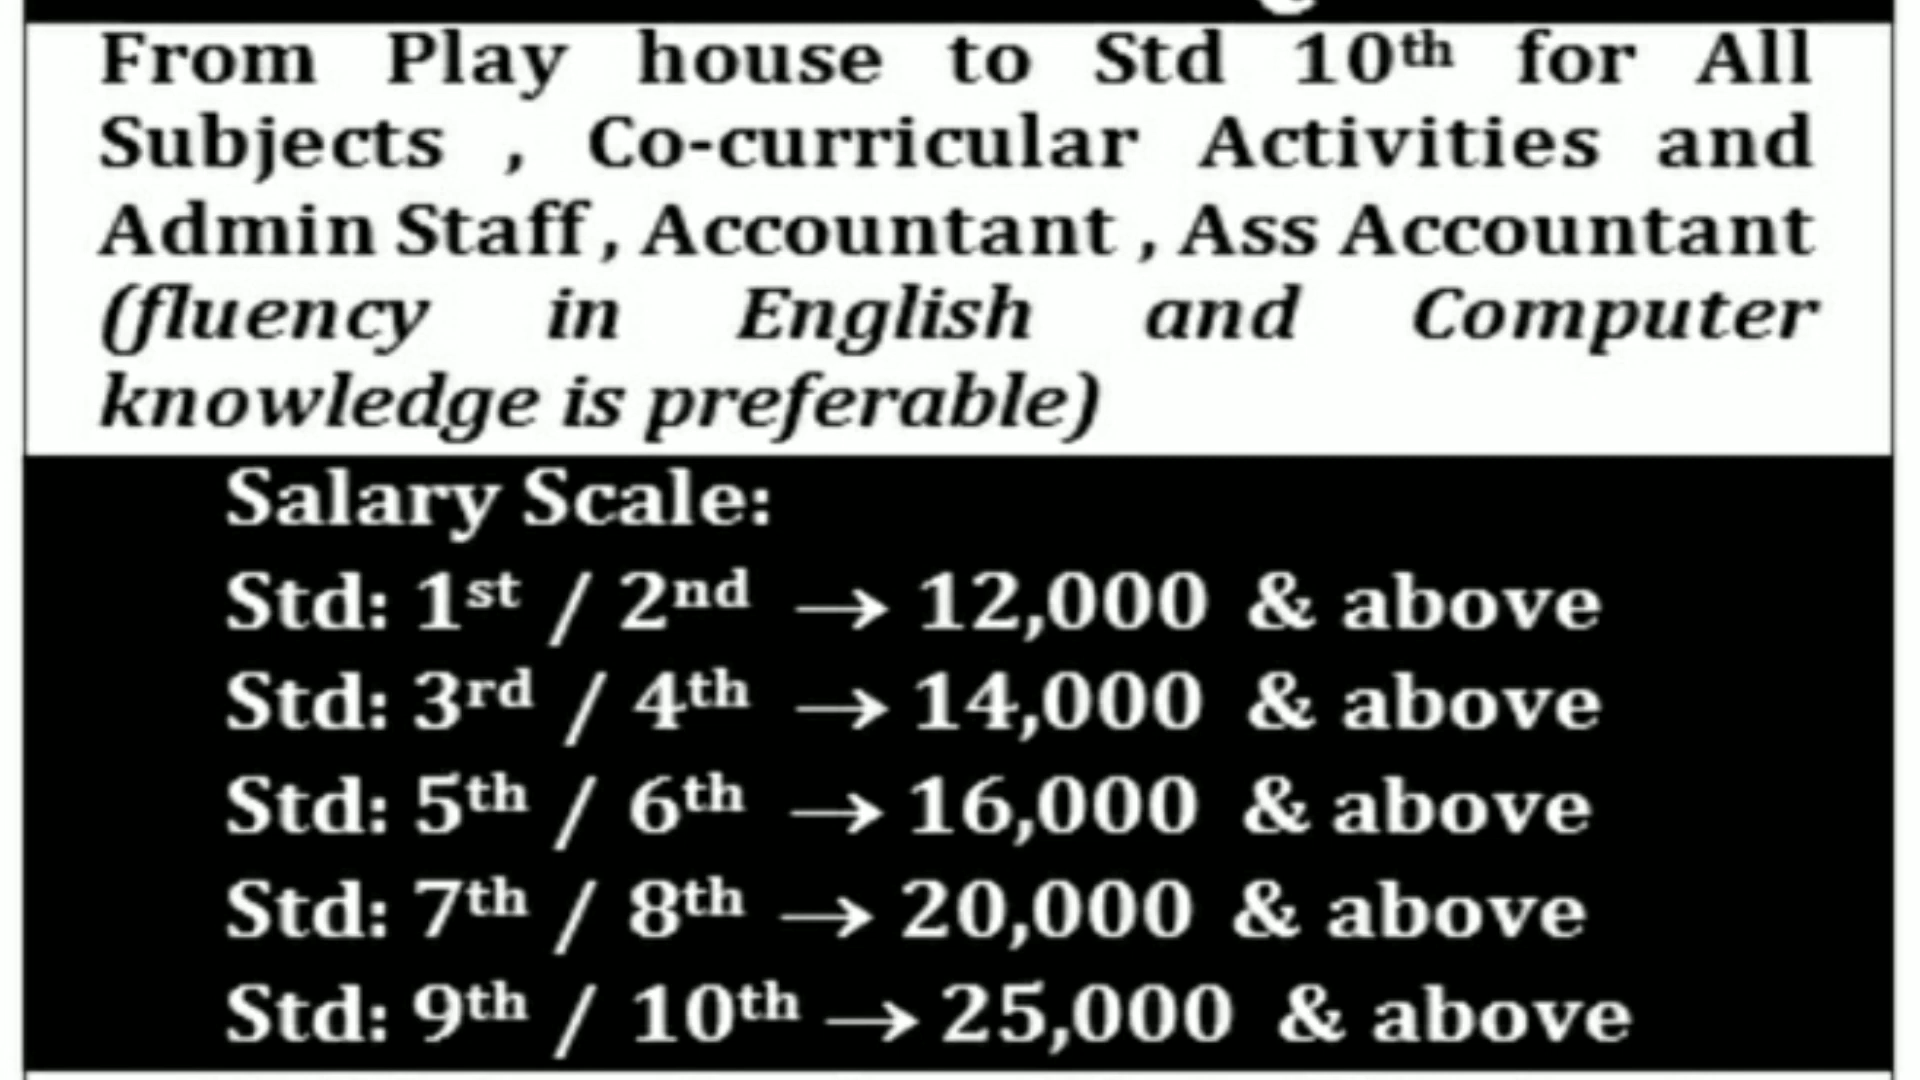 From Play house to Std 10th for All
Subjects , Co-curricular Activities and
Admin Staff , Accountant , Ass Accountant
(fluency in English and Computer
knowledge is preferable)
Salary Scale:
Std: 1st / 2nd → 12,000 & above
Std: 3rd / 4th → 14,000 & above
Std: 5th / 6th → 16,000 & above
Std: 7th / 8th → 20,000 & above
Std: 9th / 10th → 25,000 & above